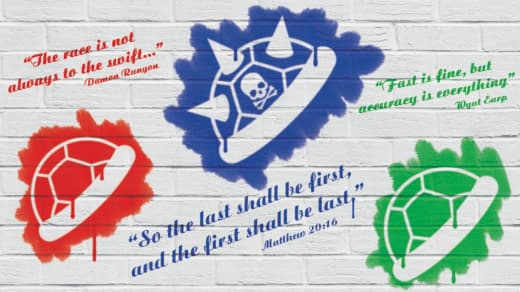 “The race is not
always to the swift...”
Damon Runyon
“Fast is fine, but
accuracy is everything”
Wyat Earp
“So the last shall be first,
and the first shall be last,”
Matthew 20:16